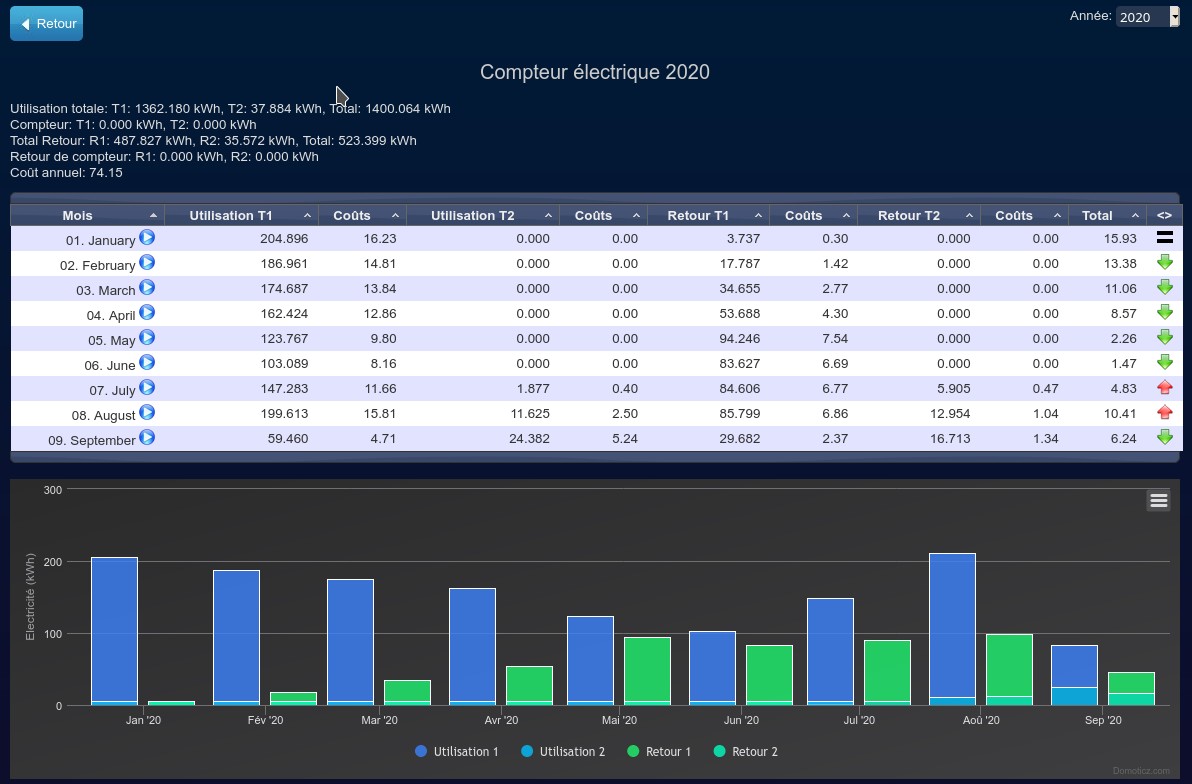 Retour
Année: 2020
Compteur électrique 2020
Utilisation totale: T1: 1362.180 kWh, T2: 37.884 kWh, Total: 1400.064 kWh
Compteur: T1: 0.000 kWh, T2: 0.000 kWh
Total Retour: R1: 487.827 kWh, R2: 35.572 kWh, Total: 523.399 kWh
Retour de compteur: R1: 0.000 kWh, R2: 0.000 kWh
Coût annuel: 74.15
Mois Utilisation T1 Coûts Utilisation T2 Coûts Retour T1 Coûts Retour T2 Coûts Total <>
01. January 204.896 16.23 0.000 0.00 3.737 0.30 0.000 0.00 15.93
02. February 186.961 14.81 0.000 0.00 17.787 1.42 0.000 0.00 13.38
03. March 174.687 13.84 0.000 0.00 34.655 2.77 0.000 0.00 11.06
04. April 162.424 12.86 0.000 0.00 53.688 4.30 0.000 0.00 8.57
05. May 123.767 9.80 0.000 0.00 94.246 7.54 0.000 0.00 2.26
06. June 103.089 8.16 0.000 0.00 83.627 6.69 0.000 0.00 1.47
07. July 147.283 11.66 1.877 0.40 84.606 6.77 5.905 0.47 4.83
08. August 199.613 15.81 11.625 2.50 85.799 6.86 12.954 1.04 10.41
09. September 59.460 4.71 24.382 5.24 29.682 2.37 16.713 1.34 6.24
Electricité (kWh)
300
200
100
0
Jan '20 Fév '20 Mar '20 Avr '20 Mai '20 Jun '20 Jul '20 Aoû '20 Sep '20
Utilisation 1 Utilisation 2 Retour 1 Retour 2
Domoticz.com